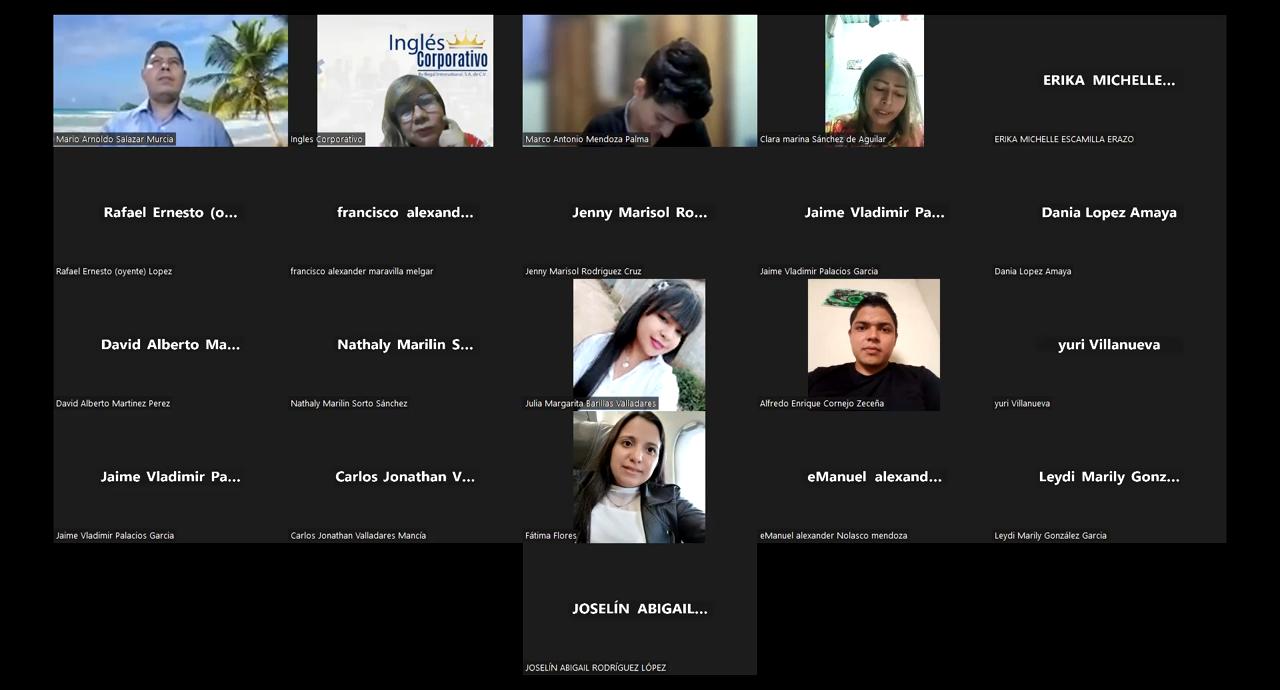 Inglés
Corporativo
By Regal International, S.A. de C.V.
Mario Arnoldo Salazar Murcia
Ingles Corporativo
Marco Antonio Mendoza Palma
Clara marina Sánchez de Aguilar
ERIKA MICHELLE...
ERIKA MICHELLE ESCAMILLA ERAZO
Rafael Ernesto (o...
francisco alexand...
Jenny Marisol Ro...
Jaime Vladimir Pa...
Dania Lopez Amaya
Rafael Ernesto (oyente) Lopez
francisco alexander maravilla melgar
Jenny Marisol Rodriguez Cruz
Jaime Vladimir Palacios Garcia
Dania Lopez Amaya
David Alberto Ma...
Nathaly Marilin S...
yuri Villanueva
David Alberto Martinez Perez
Nathaly Marilin Sorto Sánchez
Julia Margarita Barillas Valladares
Alfredo Enrique Cornejo Zeceña
yuri Villanueva
Jaime Vladimir Pa...
Carlos Jonathan V...
eManuel alexand...
Leydi Marily Gonz...
Jaime Vladimir Palacios Garcia
Carlos Jonathan Valladares Mancía
Fátima Flores
eManuel alexander Nolasco mendoza
Leydi Marily González Garcia
JOSELÍN ABIGAIL...
JOSELÍN ABIGAIL RODRÍGUEZ LÓPEZ